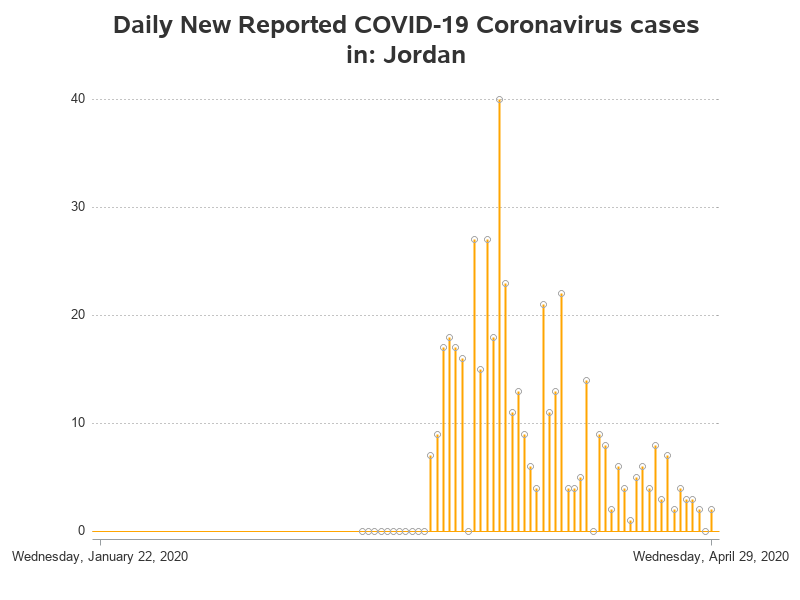 Daily New Reported COVID-19 Coronavirus cases
in: Jordan
40
30
20
10
0
Wednesday, January 22, 2020 Wednesday, April 29, 2020